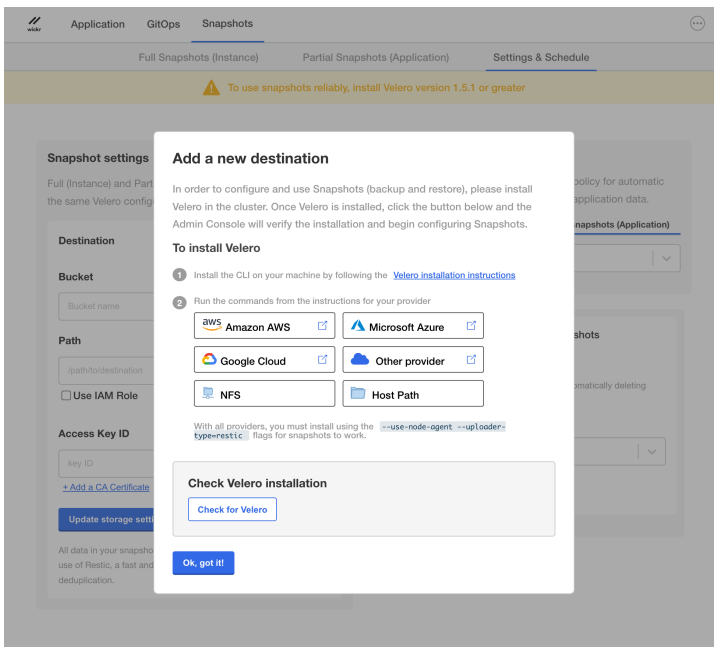 wickr
Application GitOps Snapshots
Full Snapshots (Instance) Partial Snapshots (Application) Settings & Schedule
To use snapshots reliably, install Velero version 1.5.1 or greater
Snapshot settings
Full (Instance) and Part
the same Velero config
Destination
Bucket
Bucket name
Path
/path/to/destination
Use IAM Role
Access Key ID
key ID
+ Add a CA Certificate
Update storage setti
All data in your snapsho
use of Restic, a fast and
deduplication.
Add a new destination
In order to configure and use Snapshots (backup and restore), please install
Velero in the cluster. Once Velero is installed, click the button below and the
Admin Console will verify the installation and begin configuring Snapshots.
To install Velero
1 Install the CLI on your machine by following the Velero installation instructions
2 Run the commands from the instructions for your provider
aws Amazon AWS
Microsoft Azure
Google Cloud
Other provider
NFS
Host Path
With all providers, you must install using the --use-node-agent --uploader-
type=restic flags for snapshots to work.
Check Velero installation
Check for Velero
Ok, got it!
policy for automatic
application data.
napshots (Application)
shots
omatically deleting